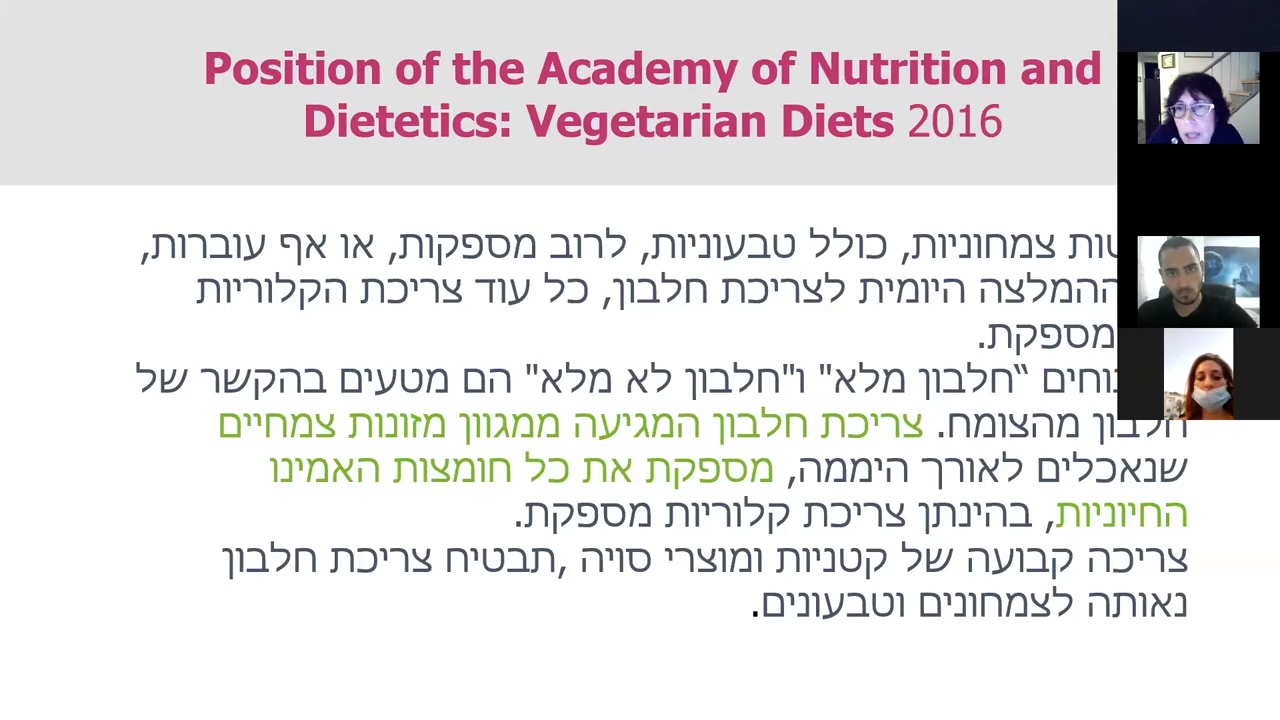 Position of the Academy of Nutrition and
Dietetics: Vegetarian Diets 2016
צמחוניות, כולל טבעוניות, לרוב מספקות, או אף עוברות,
ההמלצה היומית לצריכת חלבון, כל עוד צריכת הקלוריות
מספקת.
“חלבון מלא" ו"חלבון לא מלא" הם מטעים בהקשר של
חלבון מהצומח. צריכת חלבון המגיעה ממגוון מזונות צמחיים
שנאכלים לאורך היממה, מספקת את כל חומצות האמינו
החיוניות, בהינתן צריכת קלוריות מספקת.
צריכה קבועה של קטניות ומוצרי סויה ,תבטיח צריכת חלבון
נאותה לצמחונים וטבעונים.